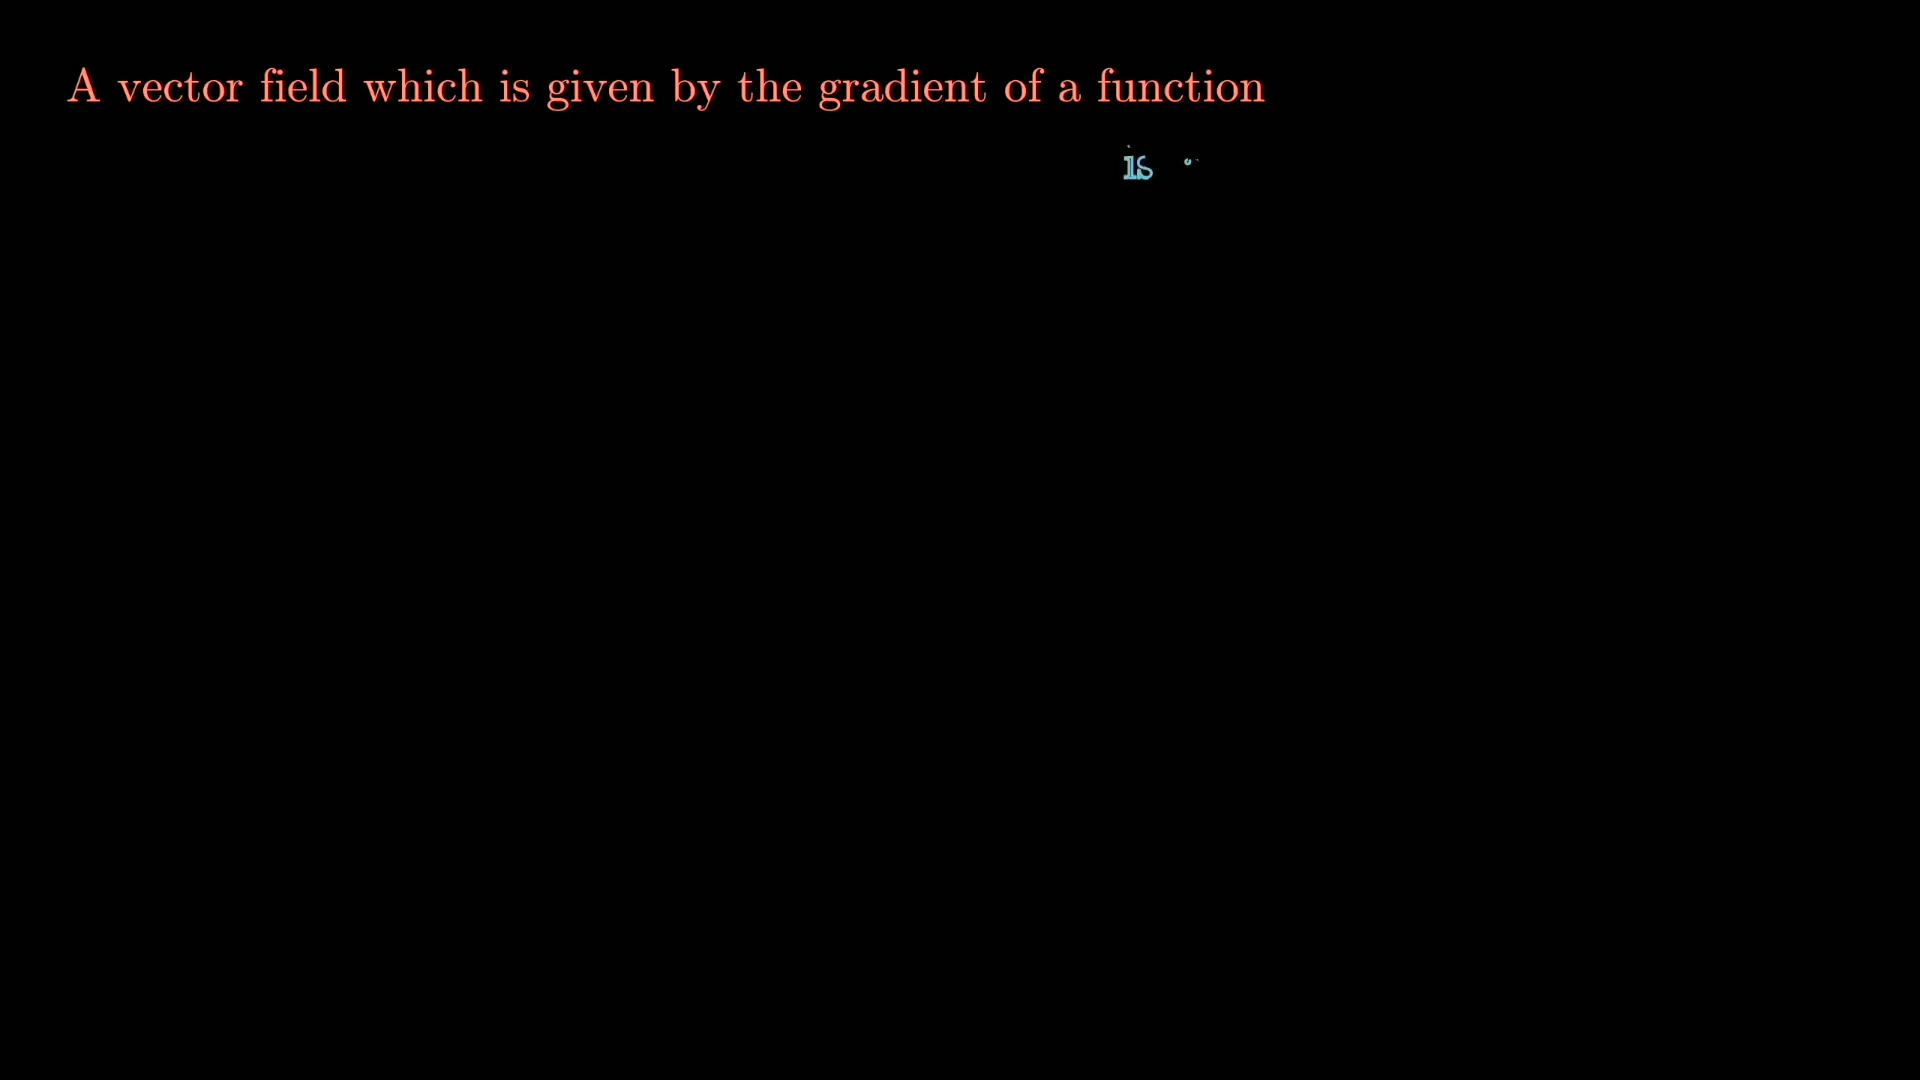 A vector field which is given by the gradient of a function
is